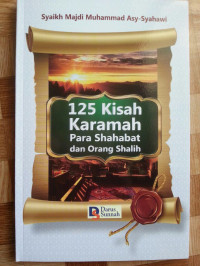 Syaikh Majdi Muhammad Asy-Syahawi
125 Kisah
Karamah
Para Shahabat
dan Orang Shalih
Darus
Sunnah